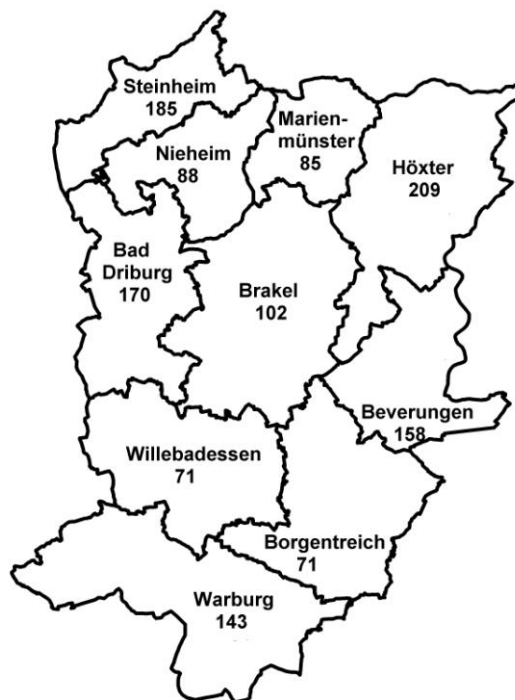 Steinheim
185
Marien-
münster
85
Nieheim
88
Höxter
209
Bad
Driburg
170
Brakel
102
Beverungen
158
Willebadessen
71
Borgentreich
71
Warburg
143